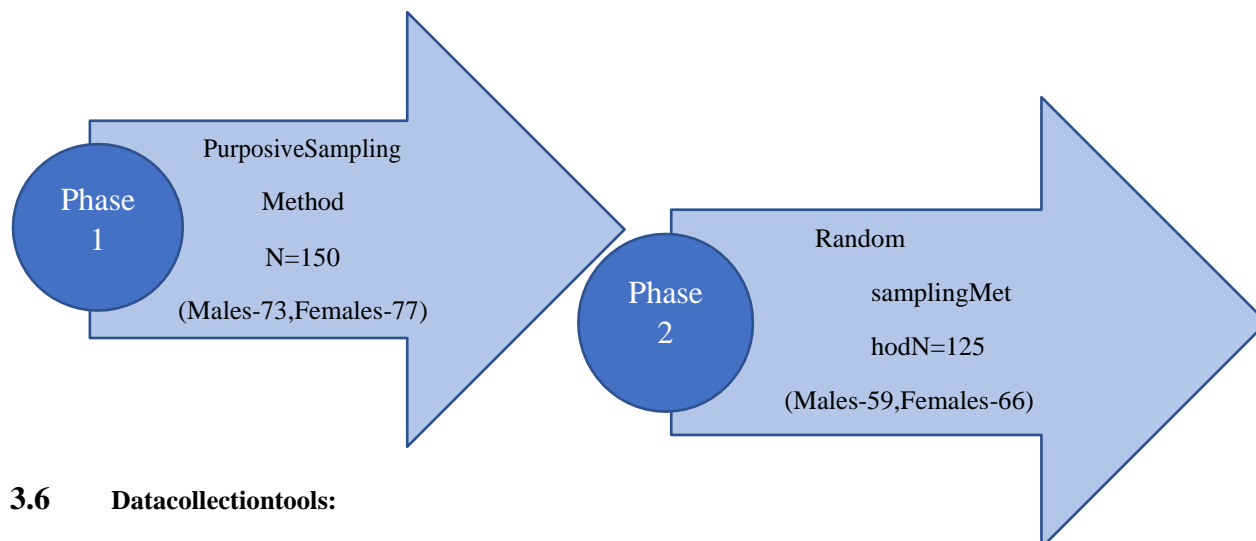 Phase
1
PurposiveSampling
Method
N=150
(Males-73,Females-77)
Phase
2
Random
samplingMet
hodN=125
(Males-59,Females-66)
3.6 Datacollectiontools: